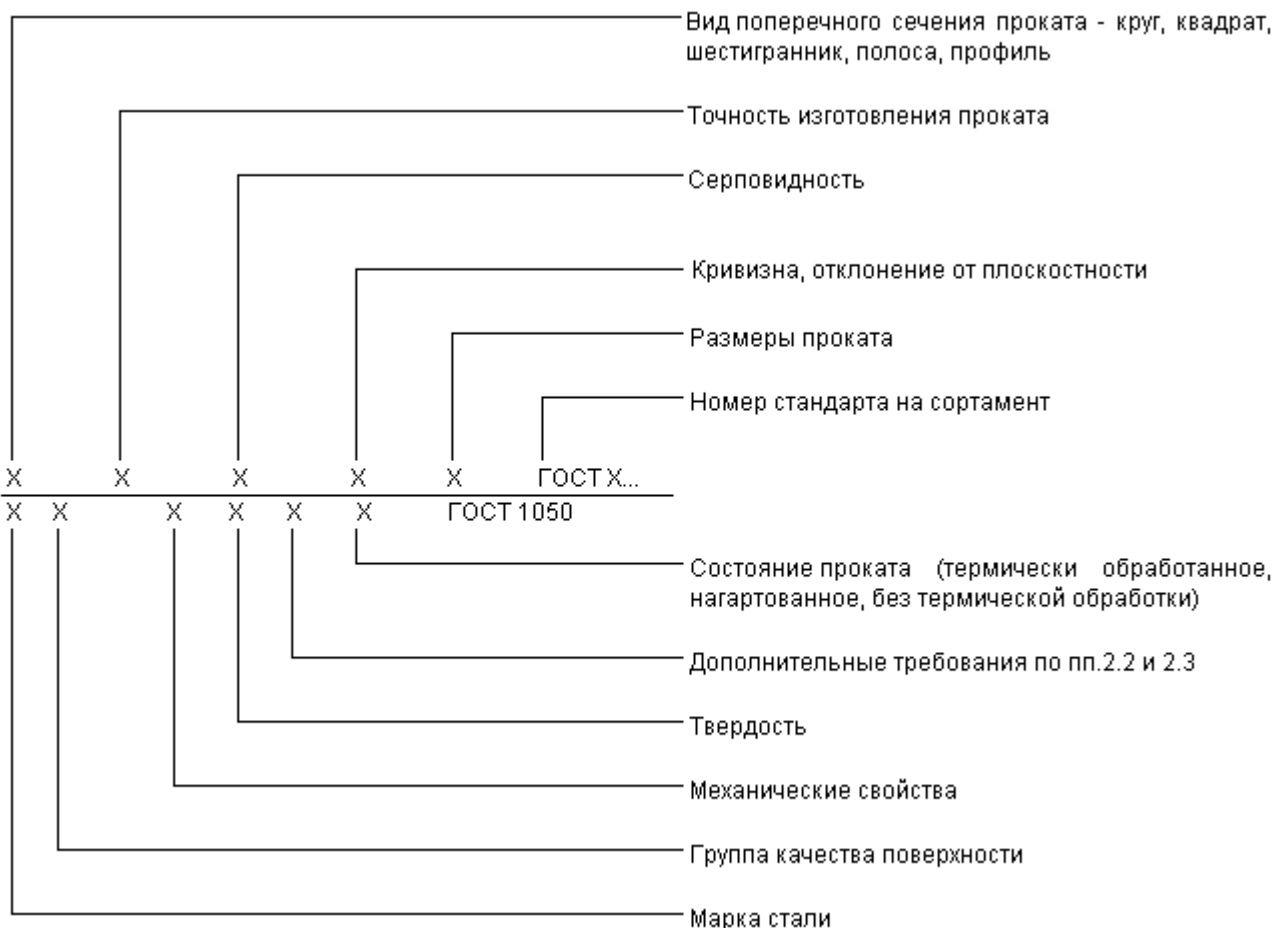 Вид поперечного сечения проката - круг, квадрат,
шестигранник, полоса, профиль
Точность изготовления проката
Серповидность
Кривизна, отклонение от плоскостности
Размеры проката
Номер стандарта на сортамент
X X X X X ГОСТ X...
X X X X X X ГОСТ 1050
Состояние проката (термически обработанное,
нагартованное, без термической обработки)
Дополнительные требования по пп.2.2 и 2.3
Твердость
Механические свойства
Группа качества поверхности
Марка стали